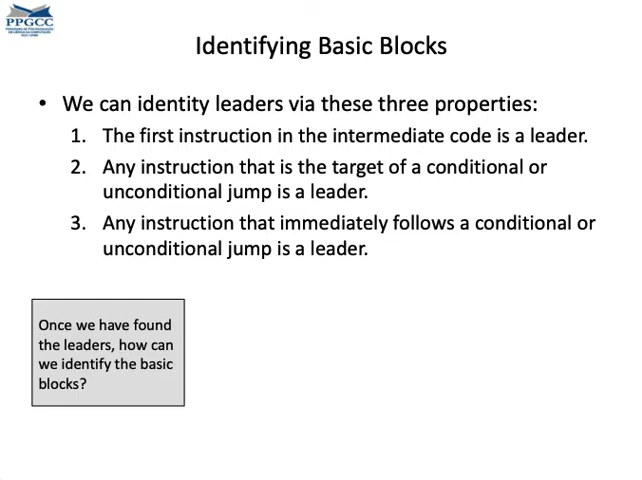 PPGCC
Identifying Basic Blocks
• We can identity leaders via these three properties:
1. The first instruction in the intermediate code is a leader.
2. Any instruction that is the target of a conditional or
unconditional jump is a leader.
3. Any instruction that immediately follows a conditional or
unconditional jump is a leader.
Once we have found
the leaders, how can
we identify the basic
blocks?